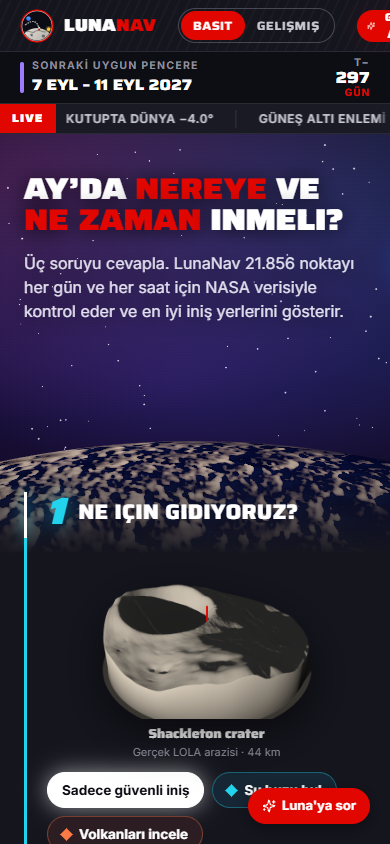 LUNANAV
BASIT GELIŞMIŞ
SONRAKİ UYGUN PENCERE
7 EYL – 11 EYL 2027
T−
297
GÜN
LIVE KUTUPTA DÜNYA −4.0° GÜNEŞ ALTI ENLEMİ
AY’DA NEREYE VE
NE ZAMAN INMELI?
Üç soruyu cevapla. LunaNav 21.856 noktayı
her gün ve her saat için NASA verisiyle
kontrol eder ve en iyi iniş yerlerini gösterir.
1 NE IÇIN GIDIYORUZ?
Shackleton crater
Gerçek LOLA arazisi · 44 km
Sadece güvenli iniş
Luna'ya sor
Volkanları incele